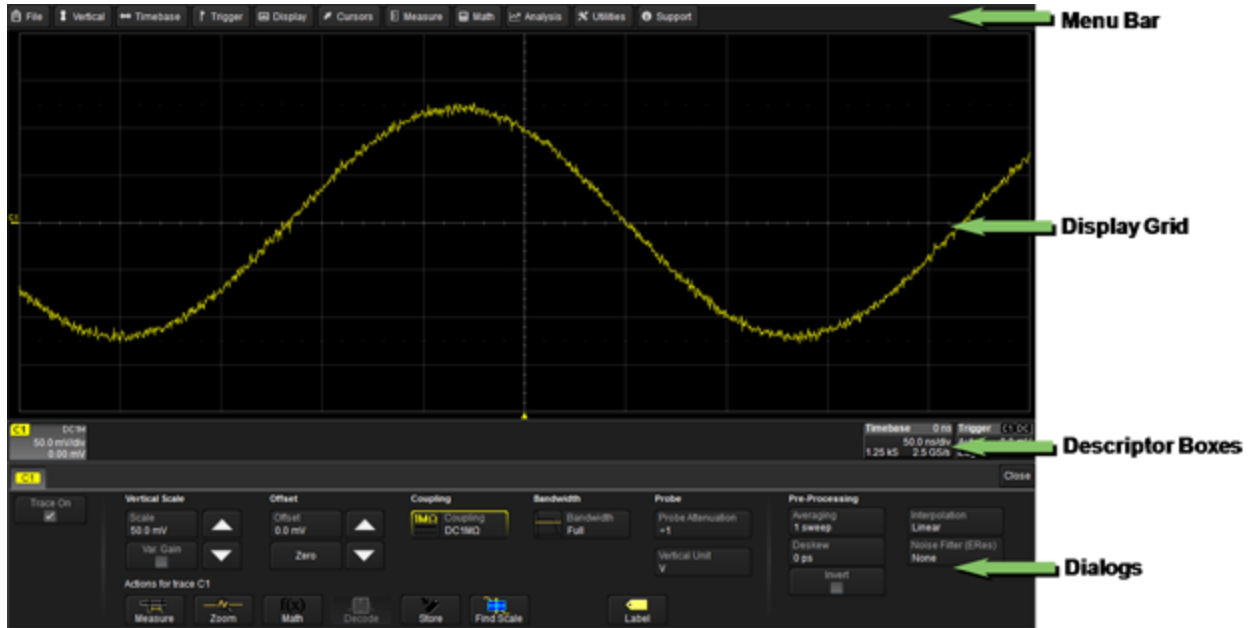 File Vertical Timebase Trigger Display Cursors Measure Math Analysis Utilities Support
Menu Bar
C1
Display Grid
C1 DC1M
50.0 mV/div
0.00 mV
Timebase 0 ns Trigger C1 DC
50.0 ns/div
1.25 kS 2.5 GS/s
Descriptor Boxes
C1 Close
Trace On
Vertical Scale Offset Coupling Bandwidth Probe Pre-Processing
Scale
50.0 mV
Offset
0.0 mV
1MΩ Coupling
DC1MΩ
Bandwidth
Full
Probe Attenuation
÷1
Averaging
1 sweep
Interpolation
Linear
Var. Gain
Zero
Vertical Unit
V
Deskew
0 ps
Noise Filter (ERes)
None
Invert
Dialogs
Actions for trace C1
Measure Zoom f(x) Math Decode Store Find Scale Label